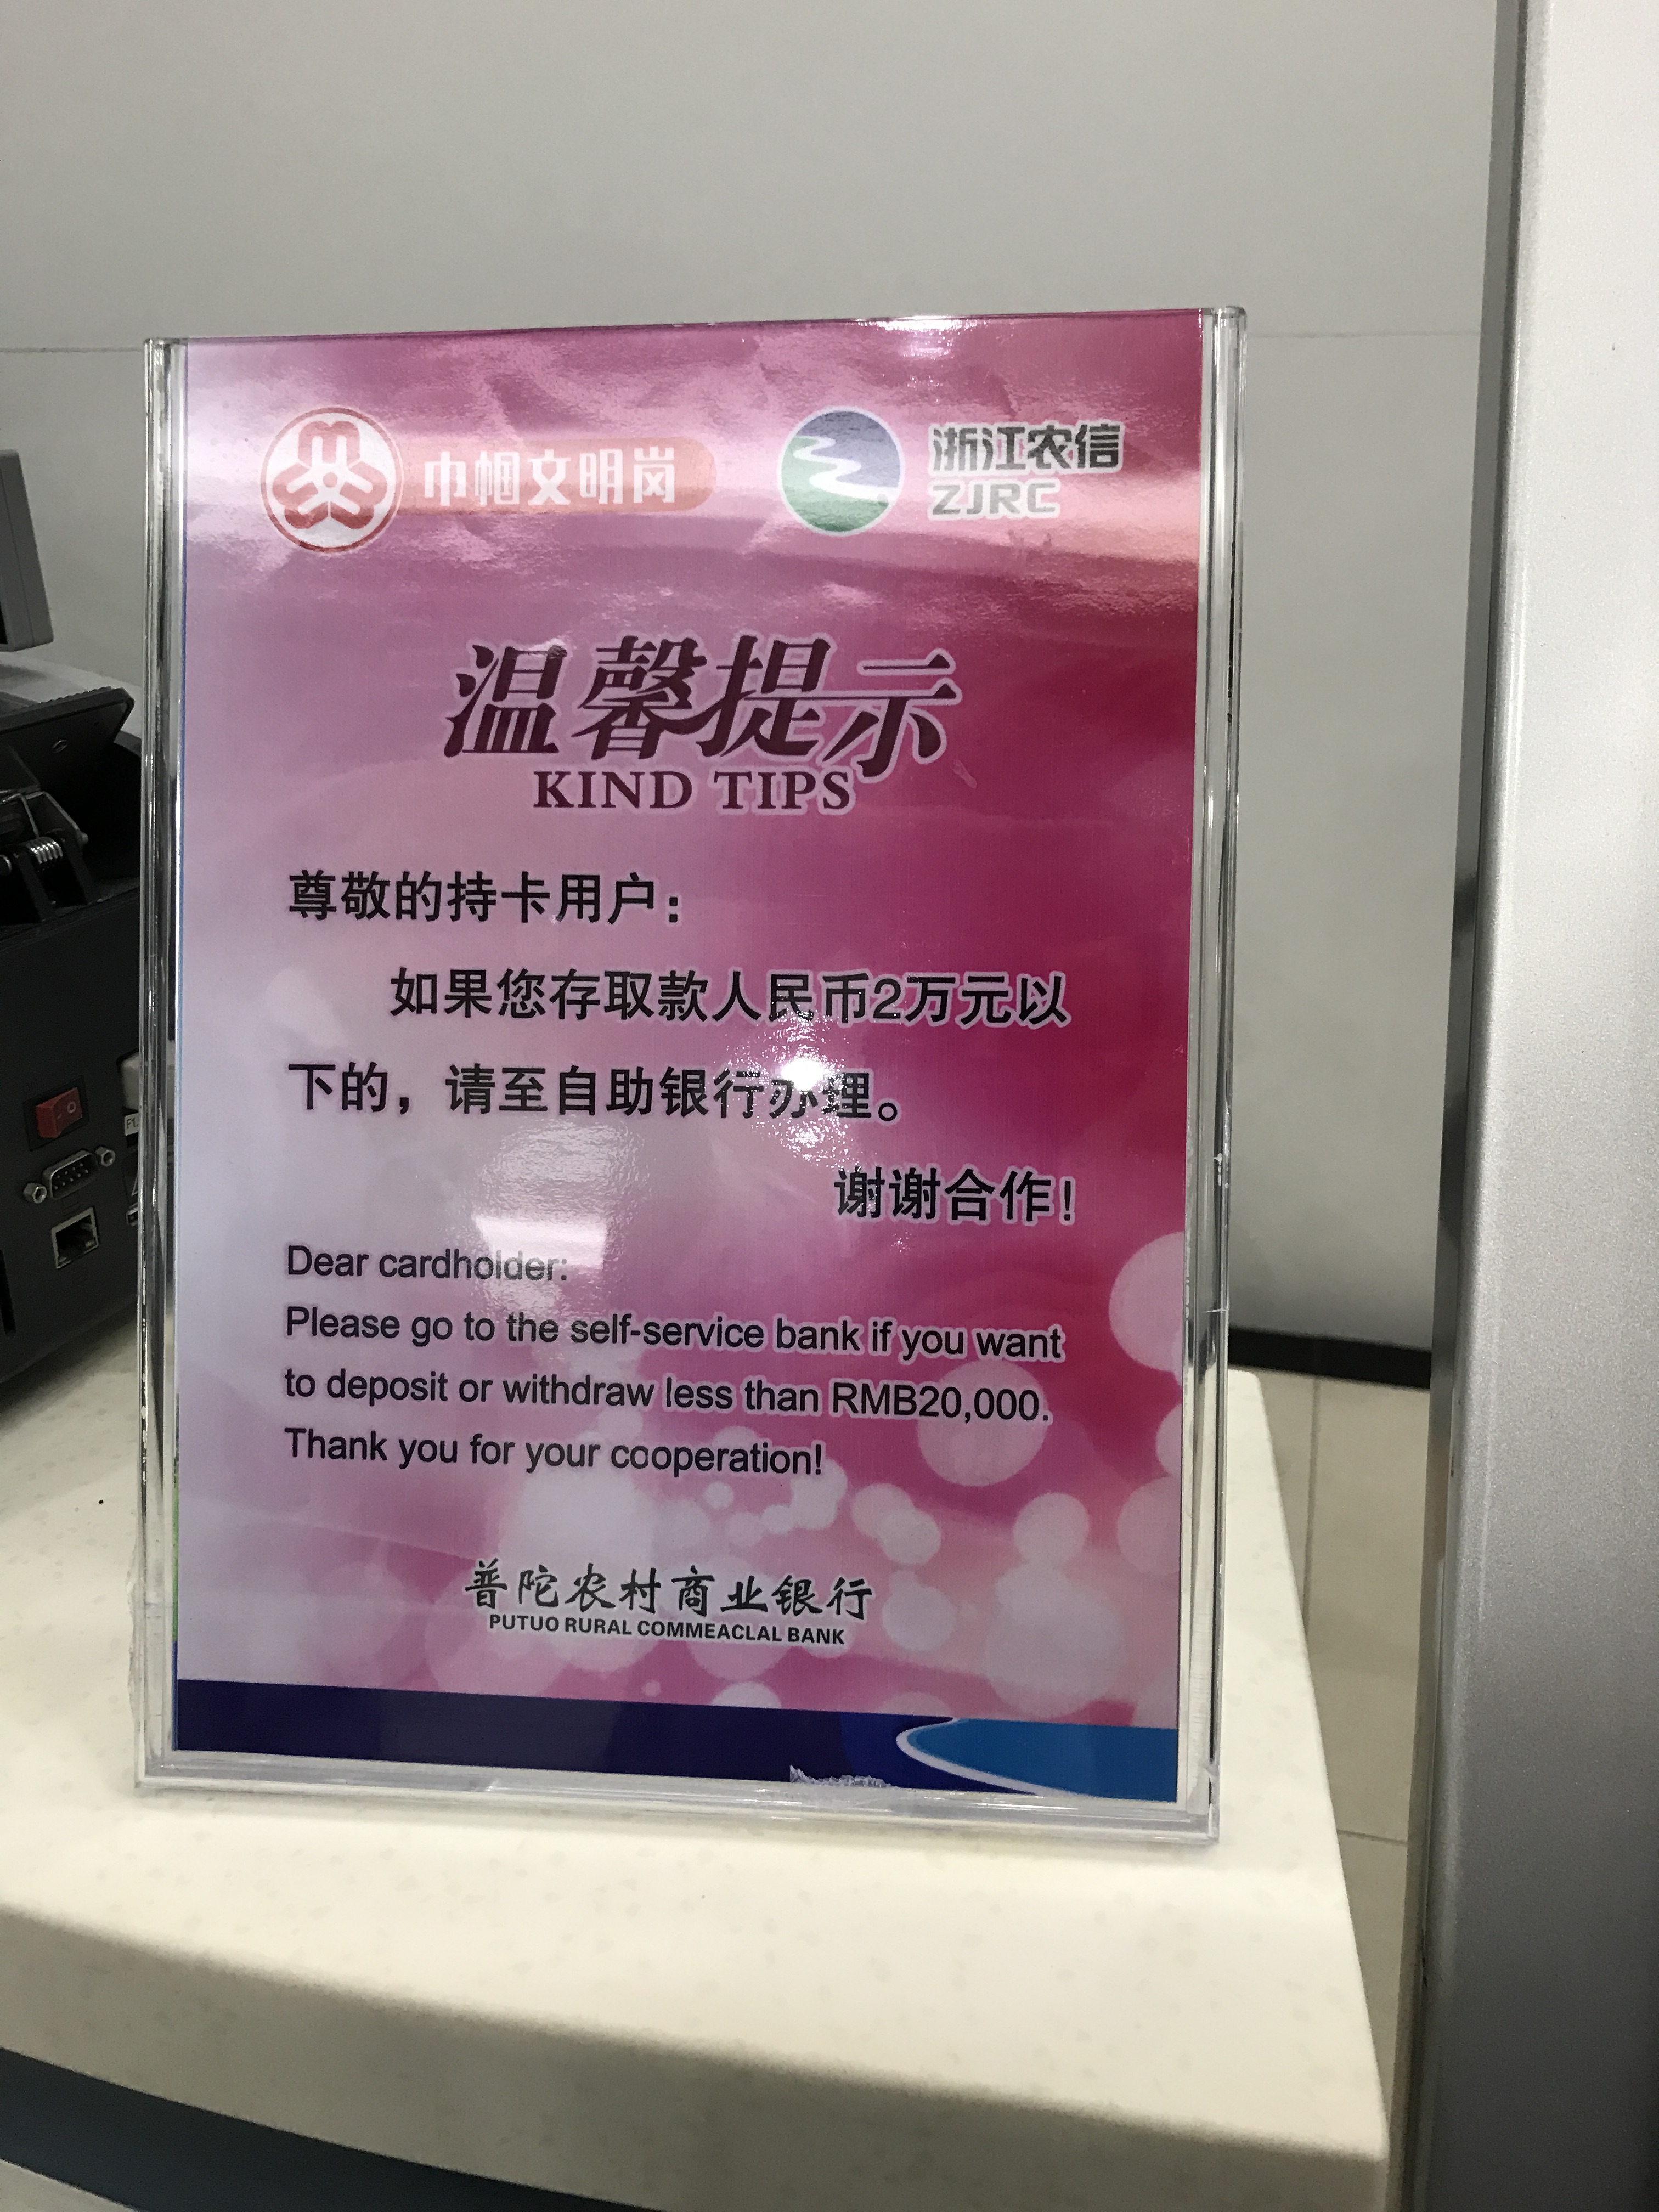 巾帼文明岗
浙江农信
ZJRC
温馨提示
KIND TIPS
尊敬的持卡用户：
如果您存取款人民币2万元以
下的，请至自助银行办理。
谢谢合作！
Dear cardholder:
Please go to the self-service bank if you want
to deposit or withdraw less than RMB20,000.
Thank you for your cooperation!
普陀农村商业银行
PUTUO RURAL COMMEACLAL BANK